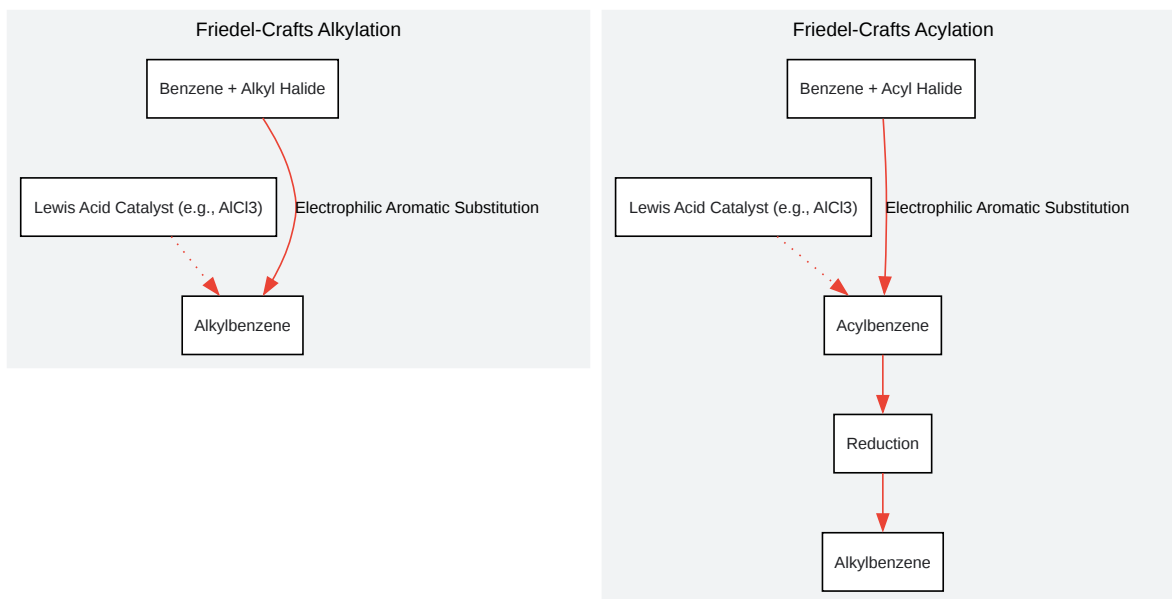 Friedel-Crafts Alkylation
Benzene + Alkyl Halide
Lewis Acid Catalyst (e.g., AlCl3)
Electrophilic Aromatic Substitution
Alkylbenzene
Friedel-Crafts Acylation
Benzene + Acyl Halide
Lewis Acid Catalyst (e.g., AlCl3)
Electrophilic Aromatic Substitution
Acylbenzene
Reduction
Alkylbenzene